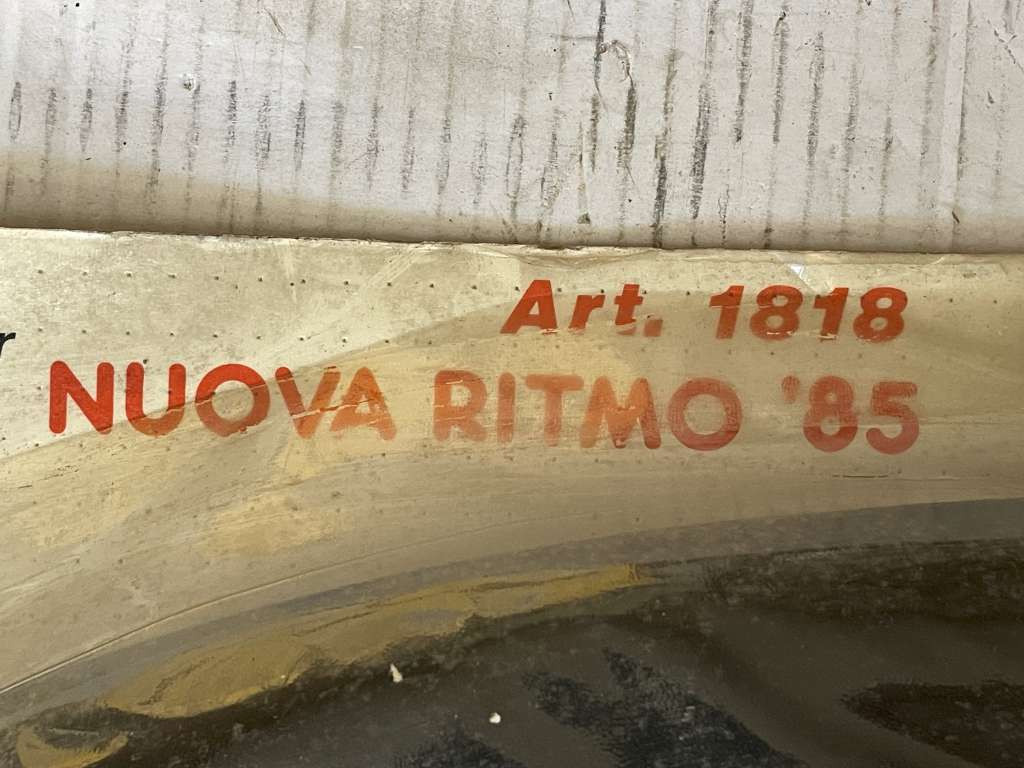 Art. 1818
NUOVA RITMO '85